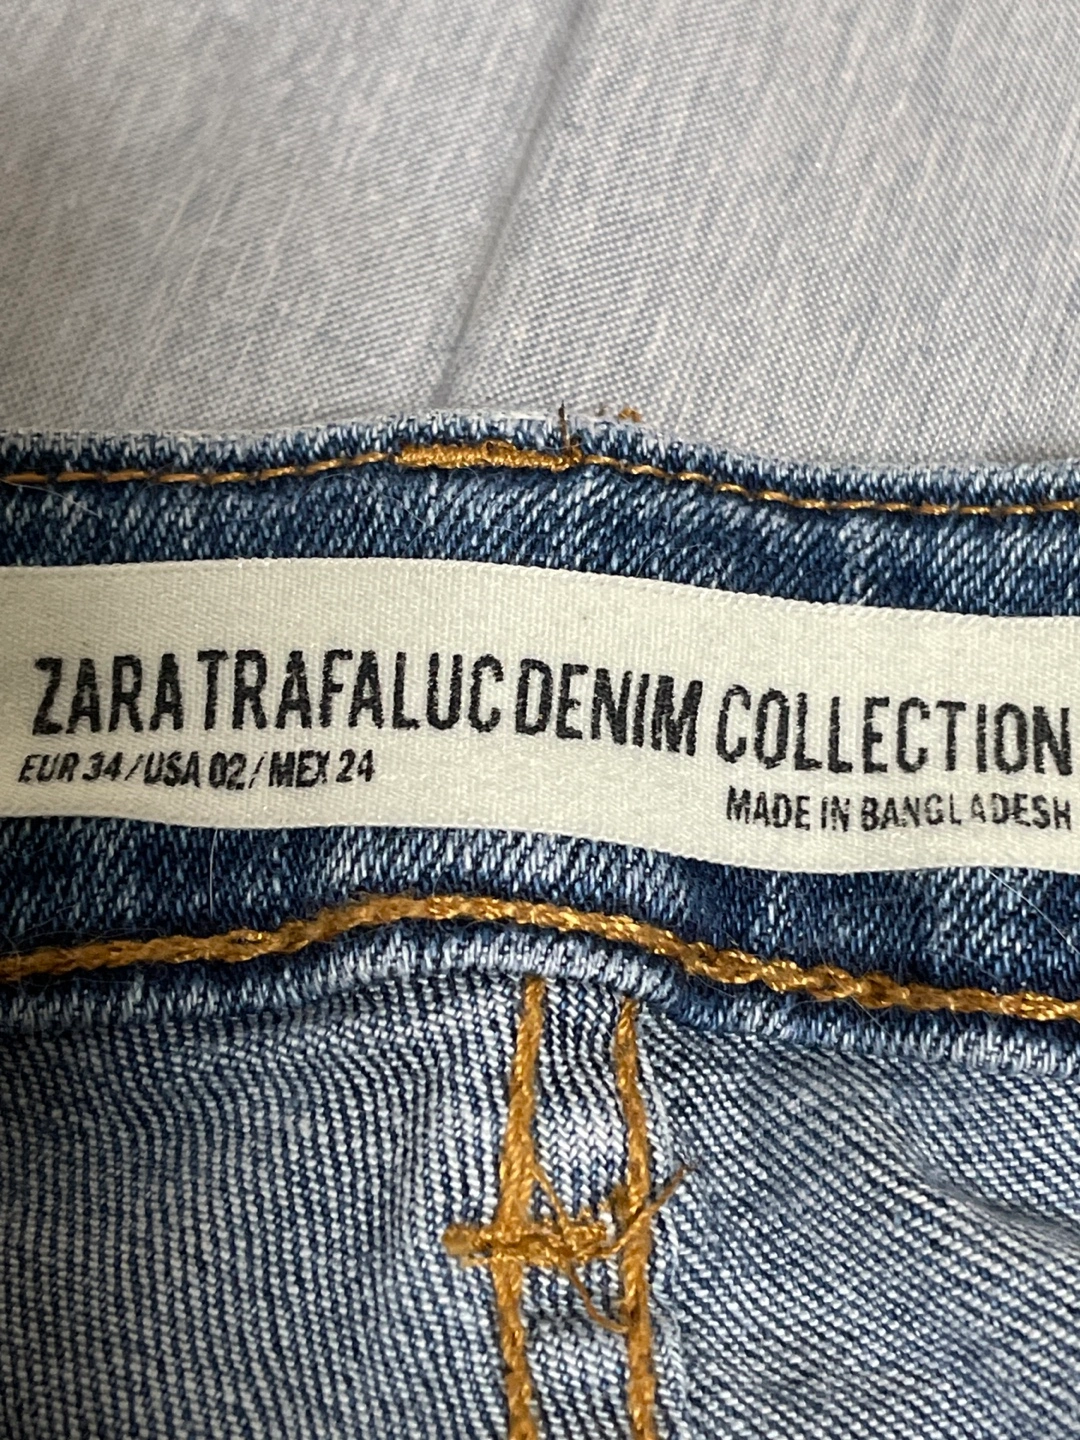 ZARA TRAFALUC DENIM COLLECTION
EUR 34/USA 02/MEX 24
MADE IN BANGLADESH